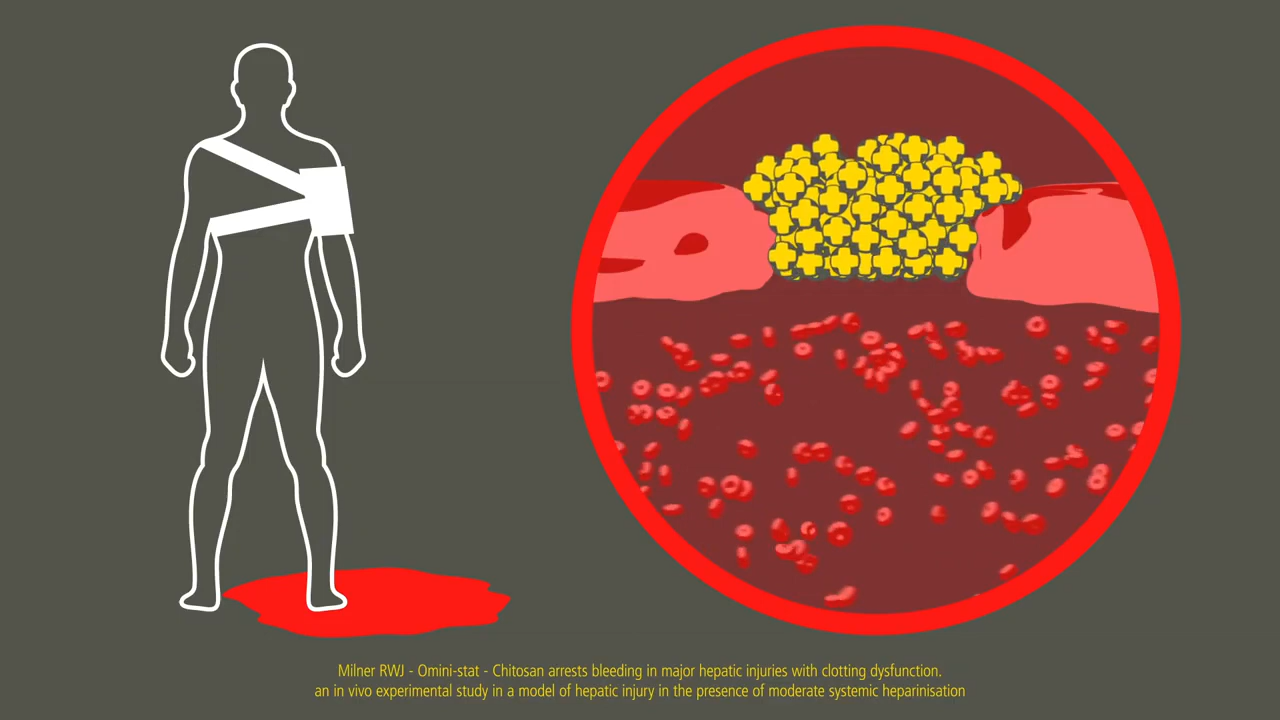 Milner RWJ - Omini-stat - Chitosan arrests bleeding in major hepatic injuries with clotting dysfunction.
an in vivo experimental study in a model of hepatic injury in the presence of moderate systemic heparinisation